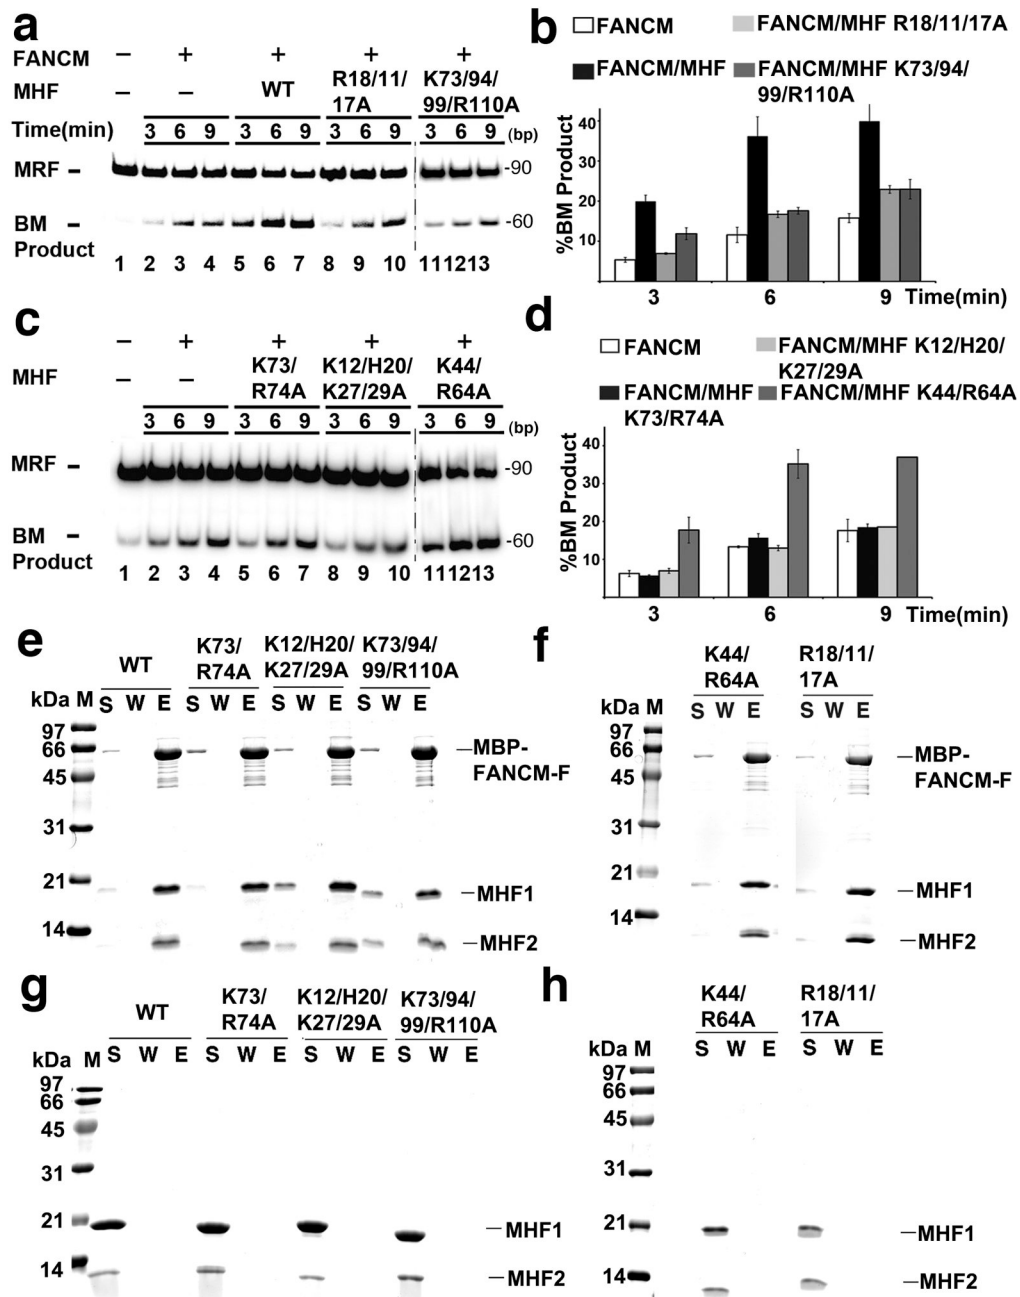 a
FANCM – + + + +
MHF – – WT R18/11/17A K73/94/99/R110A
Time(min) 3 6 9 3 6 9 3 6 9 3 6 9 (bp)
MRF – -90
BM – -60
Product
1 2 3 4 5 6 7 8 9 10 11 12 13
b
FANCM FANCM/MHF R18/11/17A
FANCM/MHF FANCM/MHF K73/94/
99/R110A
%BM Product
40
30
20
10
3 6 9 Time(min)
c
– + + + +
MHF – – K73/R74A K12/H20/K27/29A K44/R64A
3 6 9 3 6 9 3 6 9 3 6 9 (bp)
MRF – -90
BM – -60
Product
1 2 3 4 5 6 7 8 9 10 11 12 13
d
FANCM FANCM/MHF K12/H20/
K27/29A
FANCM/MHF FANCM/MHF K44/R64A
K73/R74A
%BM Product
40
30
20
10
3 6 9 Time(min)
e
WT K73/R74A K12/H20/K27/29A K73/94/99/R110A
kDa M S W E S W E S W E S W E
97
66 –MBP-
FANCM-F
45
31
21 –MHF1
14 –MHF2
f
K44/R64A R18/11/17A
kDa M S W E S W E
97
66 –MBP-
FANCM-F
45
31
21 –MHF1
14 –MHF2
g
WT K73/R74A K12/H20/K27/29A K73/94/99/R110A
kDa M S W E S W E S W E S W E
97
66
45
31
21 –MHF1
14 –MHF2
h
K44/R64A R18/11/17A
kDa M S W E S W E
97
66
45
31
21 –MHF1
14 –MHF2